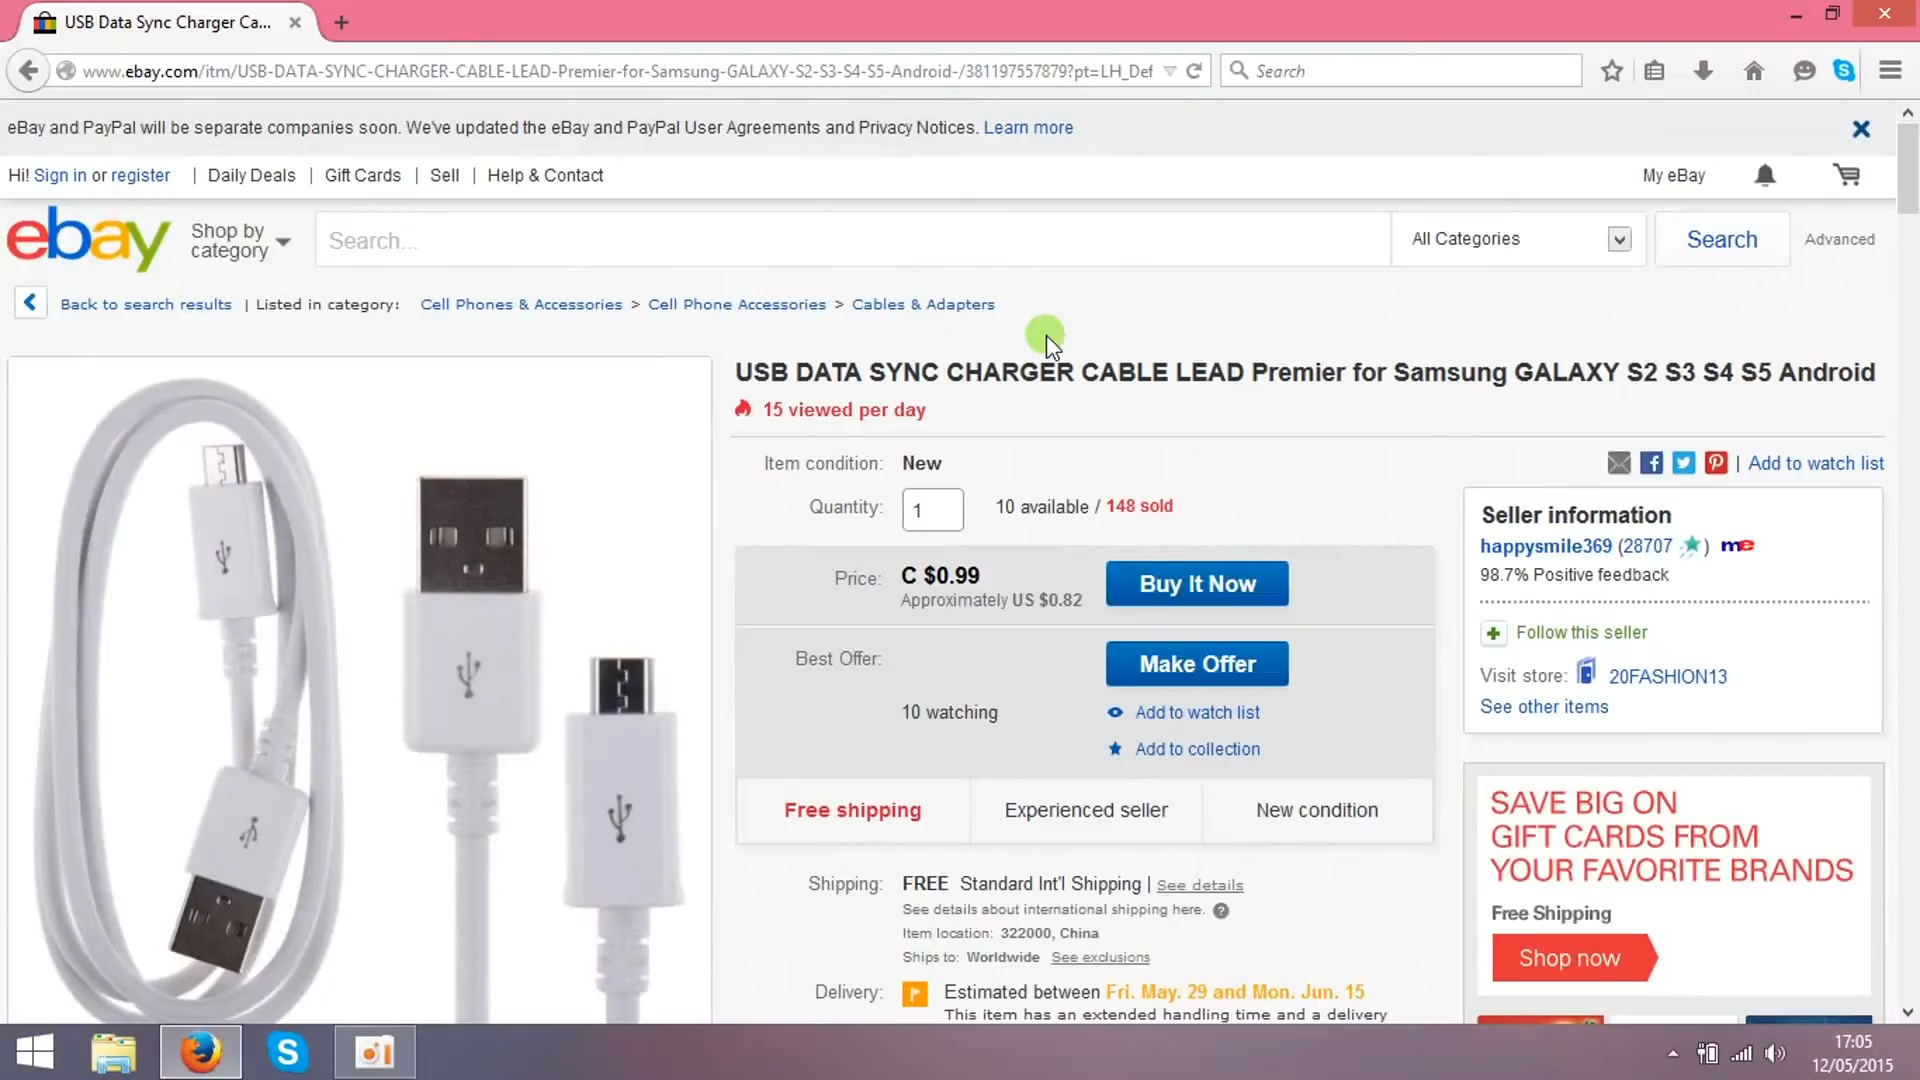 USB Data Sync Charger Ca...
www.ebay.com/itm/USB-DATA-SYNC-CHARGER-CABLE-LEAD-Premier-for-Samsung-GALAXY-S2-S3-S4-S5-Android-/381197557879?pt=LH_Def
Search
eBay and PayPal will be separate companies soon. We've updated the eBay and PayPal User Agreements and Privacy Notices. Learn more
Hi! Sign in or register | Daily Deals | Gift Cards | Sell | Help & Contact
My eBay
ebay
Shop by
category
Search...
All Categories
Search
Advanced
Back to search results | Listed in category: Cell Phones & Accessories > Cell Phone Accessories > Cables & Adapters
USB DATA SYNC CHARGER CABLE LEAD Premier for Samsung GALAXY S2 S3 S4 S5 Android
15 viewed per day
Item condition: New
| Add to watch list
Quantity: 1 10 available / 148 sold
Price: C $0.99
Approximately US $0.82
Buy It Now
Best Offer:
Make Offer
10 watching
Add to watch list
Add to collection
Free shipping
Experienced seller
New condition
Shipping: FREE Standard Int'l Shipping | See details
See details about international shipping here.
Item location: 322000, China
Ships to: Worldwide See exclusions
Delivery: Estimated between Fri. May. 29 and Mon. Jun. 15
This item has an extended handling time and a delivery
Seller information
happysmile369 (28707 ) me
98.7% Positive feedback
Follow this seller
Visit store: 20FASHION13
See other items
SAVE BIG ON
GIFT CARDS FROM
YOUR FAVORITE BRANDS
Free Shipping
Shop now
17:05
12/05/2015